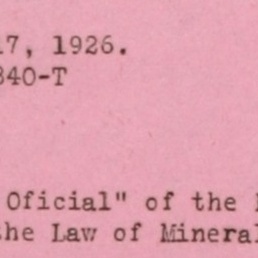 17, 1926.
840-T
Oficial" of the
the Law of Mineral